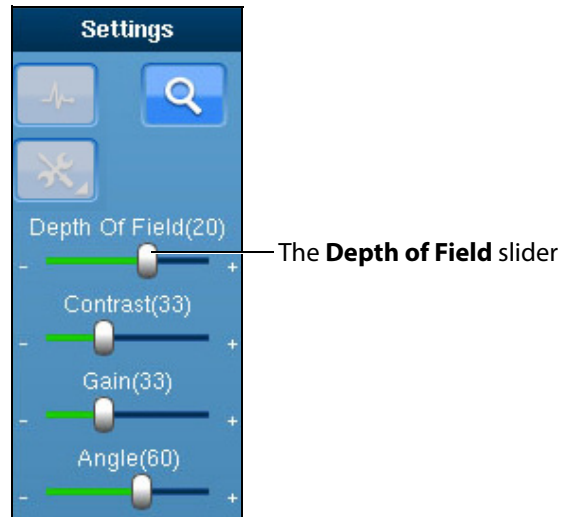 Settings
Depth Of Field(20)
- +
The Depth of Field slider
Contrast(33)
- +
Gain(33)
- +
Angle(60)
- +